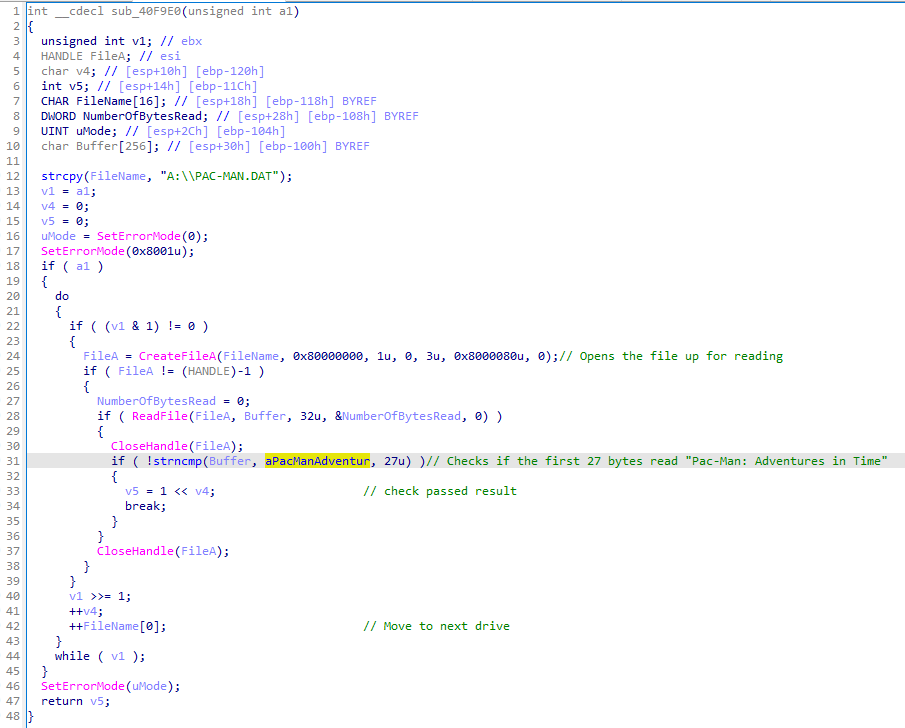 1 int __cdecl sub_40F9E0(unsigned int a1)
2 {
3   unsigned int v1; // ebx
4   HANDLE FileA; // esi
5   char v4; // [esp+10h] [ebp-120h]
6   int v5; // [esp+14h] [ebp-11Ch]
7   CHAR FileName[16]; // [esp+18h] [ebp-118h] BYREF
8   DWORD NumberOfBytesRead; // [esp+28h] [ebp-108h] BYREF
9   UINT uMode; // [esp+2Ch] [ebp-104h]
10   char Buffer[256]; // [esp+30h] [ebp-100h] BYREF
11
12   strcpy(FileName, "A:\\PAC-MAN.DAT");
13   v1 = a1;
14   v4 = 0;
15   v5 = 0;
16   uMode = SetErrorMode(0);
17   SetErrorMode(0x8001u);
18   if ( a1 )
19   {
20     do
21     {
22       if ( (v1 & 1) != 0 )
23       {
24         FileA = CreateFileA(FileName, 0x80000000, 1u, 0, 3u, 0x8000080u, 0);// Opens the file up for reading
25         if ( FileA != (HANDLE)-1 )
26         {
27           NumberOfBytesRead = 0;
28           if ( ReadFile(FileA, Buffer, 32u, &NumberOfBytesRead, 0) )
29           {
30             CloseHandle(FileA);
31             if ( !strncmp(Buffer, aPacManAdventur, 27u) )// Checks if the first 27 bytes read "Pac-Man: Adventures in Time"
32             {
33               v5 = 1 << v4;                     // check passed result
34               break;
35             }
36           }
37           CloseHandle(FileA);
38         }
39       }
40       v1 >>= 1;
41       ++v4;
42       ++FileName[0];                            // Move to next drive
43     }
44     while ( v1 );
45   }
46   SetErrorMode(uMode);
47   return v5;
48 }